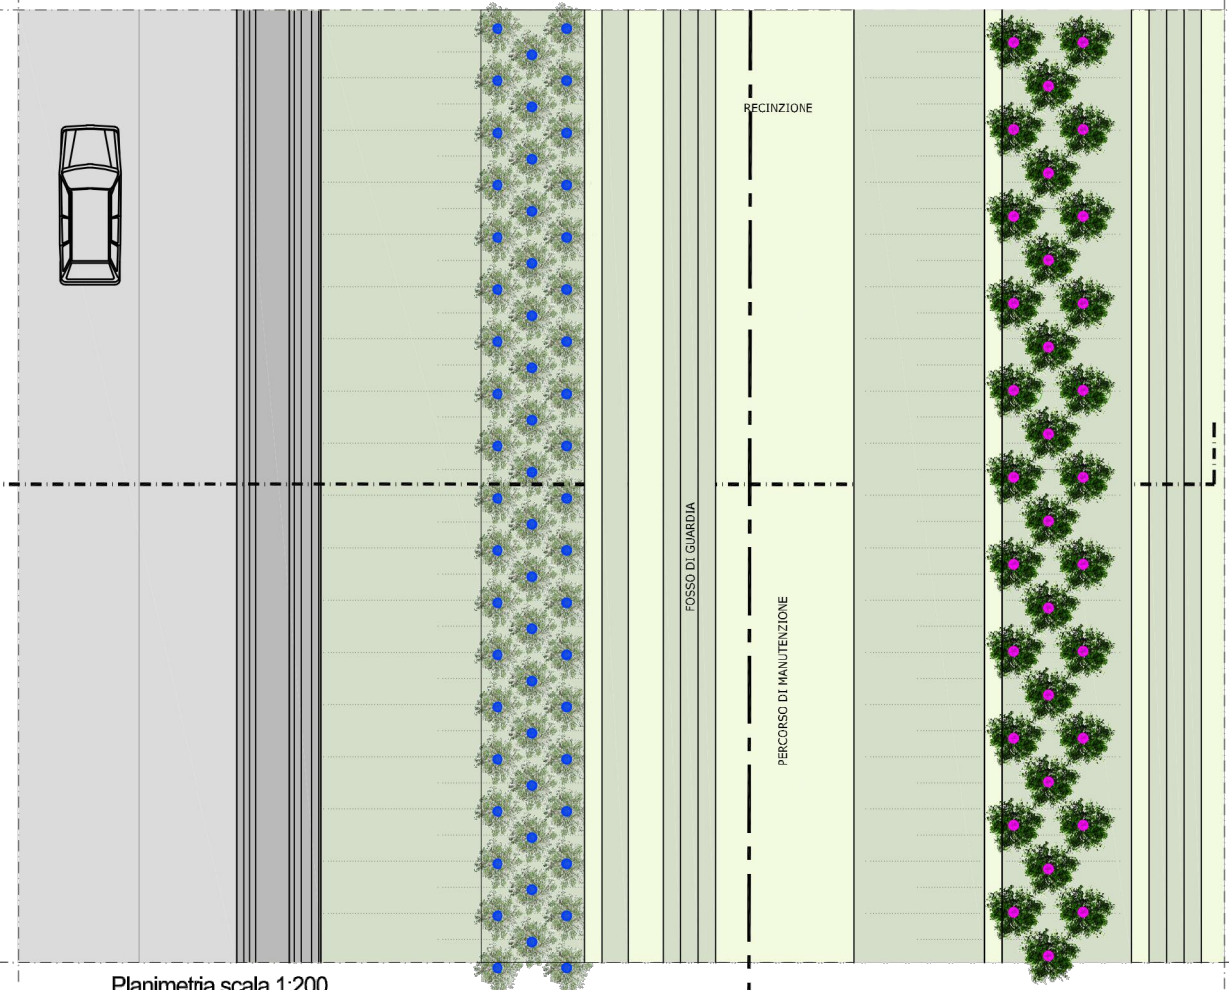 RECINZIONE
FOSSO DI GUARDIA
PERCORSO DI MANUTENZIONE
Planimetria scala 1:200